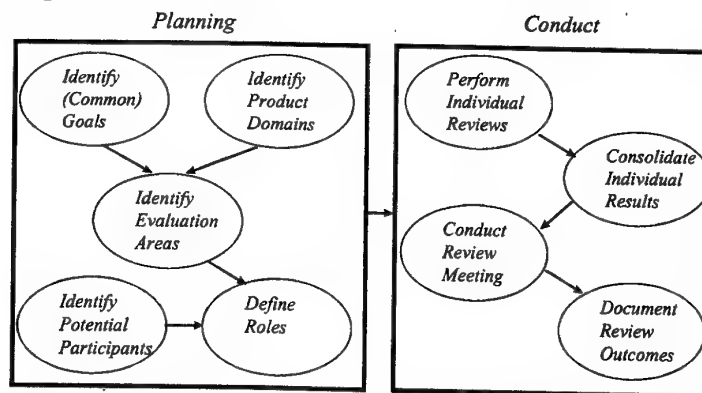 Planning
Conduct
Identify
(Common)
Goals
Identify
Product
Domains
Identify
Evaluation
Areas
Identify
Potential
Participants
Define
Roles
Perform
Individual
Reviews
Consolidate
Individual
Results
Conduct
Review
Meeting
Document
Review
Outcomes